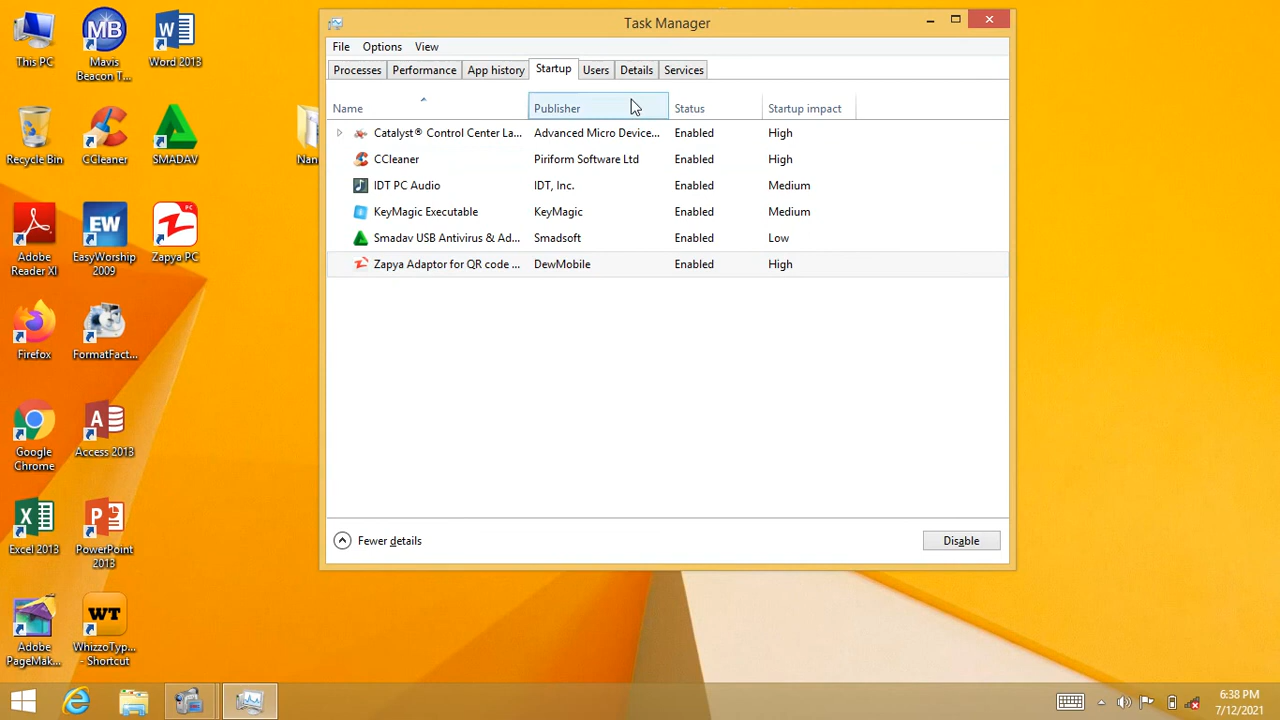 Task Manager
File Options View
Processes Performance App history Startup Users Details Services
Name Publisher Status Startup impact
Catalyst® Control Center La... Advanced Micro Device... Enabled High
CCleaner Piriform Software Ltd Enabled High
IDT PC Audio IDT, Inc. Enabled Medium
KeyMagic Executable KeyMagic Enabled Medium
Smadav USB Antivirus & Ad... Smadsoft Enabled Low
Zapya Adaptor for QR code ... DewMobile Enabled High
Fewer details Disable
This PC
MB
Mavis
Beacon T...
Word 2013
Recycle Bin
CCleaner
SMADAV
Nan
Adobe
Reader XI
EW
EasyWorship
2009
PC
Zapya PC
Firefox
FormatFact...
Google
Chrome
Access 2013
Excel 2013
PowerPoint
2013
Adobe
PageMak...
WT
WhizzoTyp...
- Shortcut
6:38 PM
7/12/2021